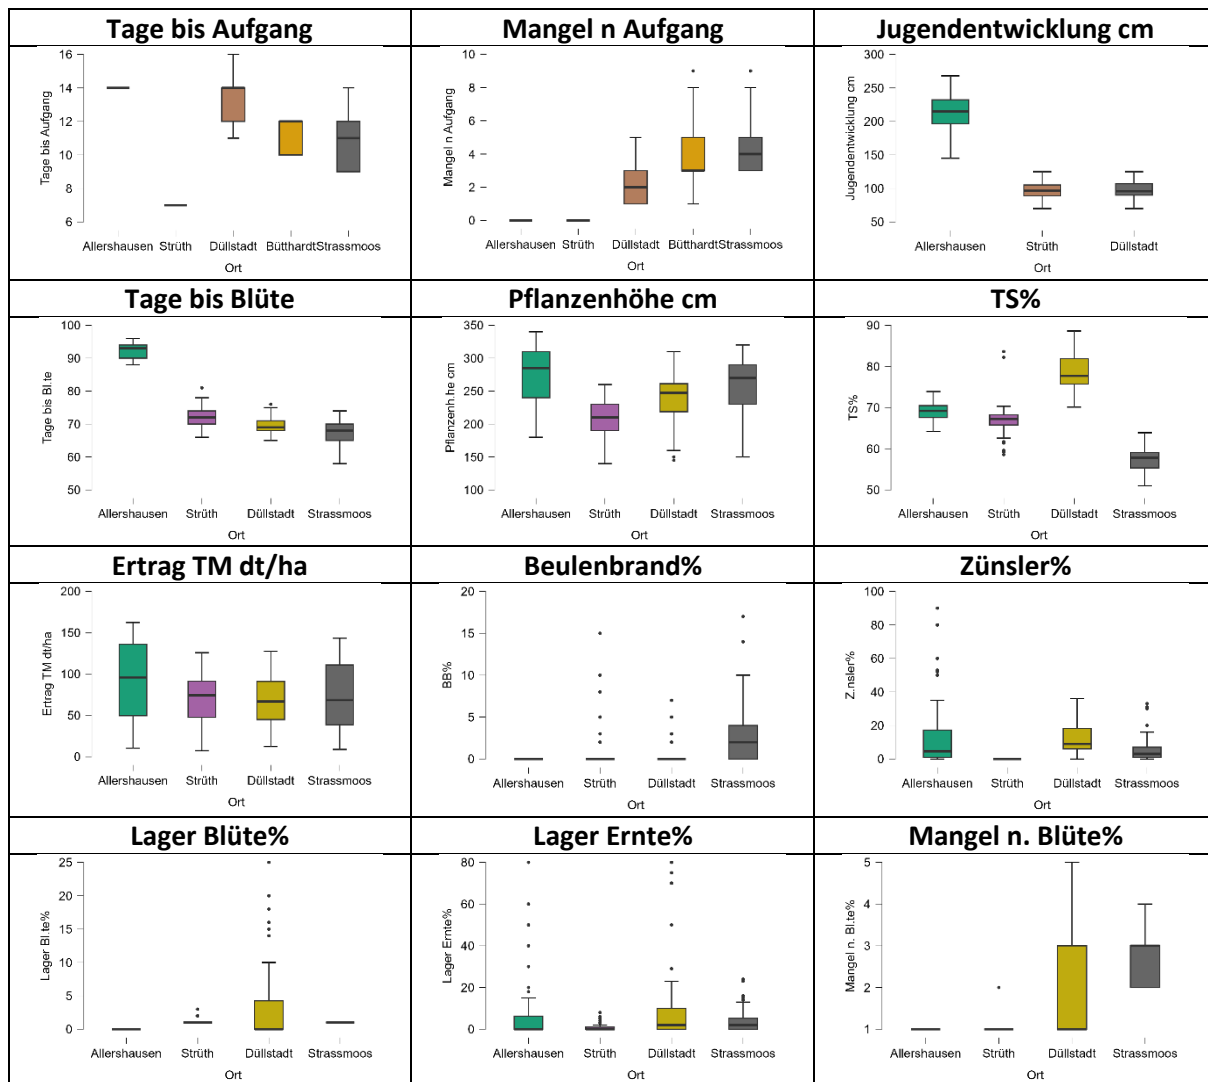 Tage bis Aufgang
Mangel n Aufgang
Jugendentwicklung cm
16
14
12
10
8
6
Tage bis Aufgang
Allershausen Strüth Düllstadt Bütthardt Strassmoos
Ort
10
8
6
4
2
0
Mangel n Aufgang
Allershausen Strüth Düllstadt Bütthardt Strassmoos
Ort
300
250
200
150
100
50
Jugendentwicklung cm
Allershausen Strüth Düllstadt
Ort
Tage bis Blüte
Pflanzenhöhe cm
TS%
100
90
80
70
60
50
Tage bis Bl.te
Allershausen Strüth Düllstadt Strassmoos
Ort
350
300
250
200
150
100
Pflanzenh.he cm
Allershausen Strüth Düllstadt Strassmoos
Ort
90
80
70
60
50
TS%
Allershausen Strüth Düllstadt Strassmoos
Ort
Ertrag TM dt/ha
Beulenbrand%
Zünsler%
200
150
100
50
0
Ertrag TM dt/ha
Allershausen Strüth Düllstadt Strassmoos
Ort
20
15
10
5
0
BB%
Allershausen Strüth Düllstadt Strassmoos
Ort
100
80
60
40
20
0
Z.nsler%
Allershausen Strüth Düllstadt Strassmoos
Ort
Lager Blüte%
Lager Ernte%
Mangel n. Blüte%
25
20
15
10
5
0
Lager Bl.te%
Allershausen Strüth Düllstadt Strassmoos
Ort
80
60
40
20
0
Lager Ernte%
Allershausen Strüth Düllstadt Strassmoos
Ort
5
4
3
2
1
Mangel n. Bl.te%
Allershausen Strüth Düllstadt Strassmoos
Ort